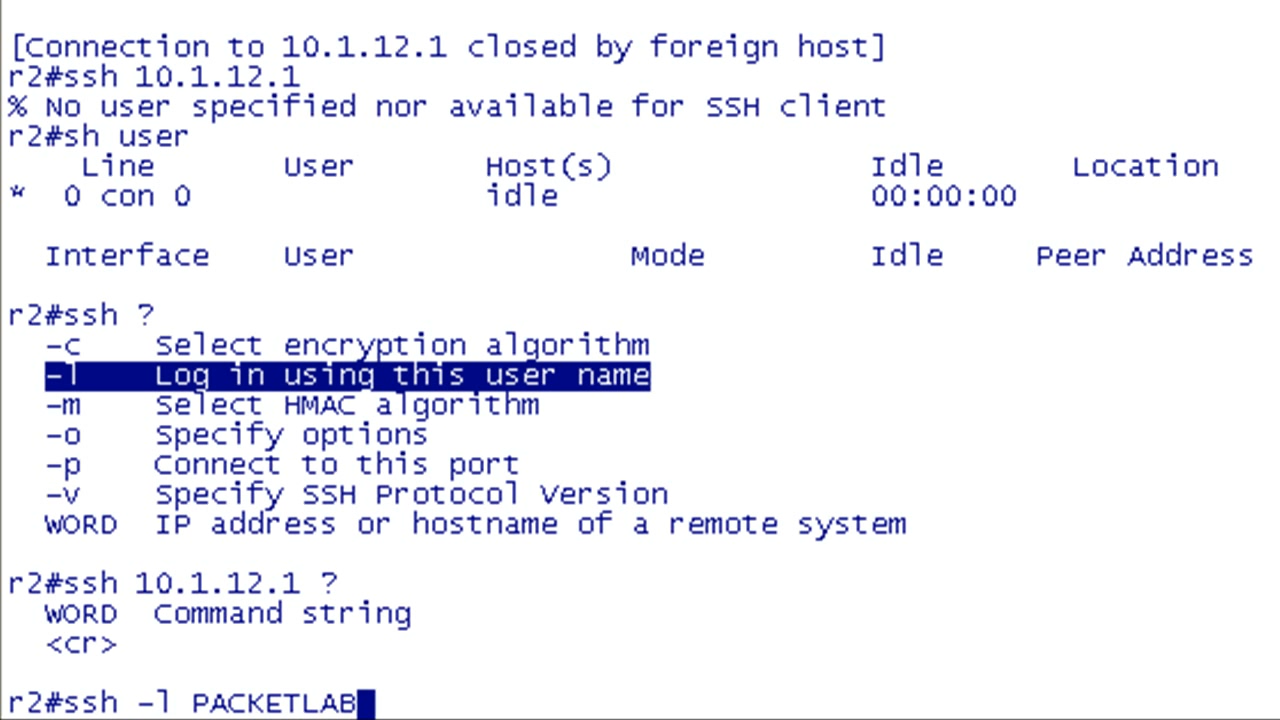 [Connection to 10.1.12.1 closed by foreign host]
r2#ssh 10.1.12.1
% No user specified nor available for SSH client
r2#sh user
    Line       User       Host(s)              Idle       Location
*  0 con 0                idle                 00:00:00

  Interface    User               Mode         Idle     Peer Address

r2#ssh ?
  -c    Select encryption algorithm
  -l    Log in using this user name
  -m    Select HMAC algorithm
  -o    Specify options
  -p    Connect to this port
  -v    Specify SSH Protocol Version
  WORD  IP address or hostname of a remote system

r2#ssh 10.1.12.1 ?
  WORD  Command string
  <cr>

r2#ssh -l PACKETLAB